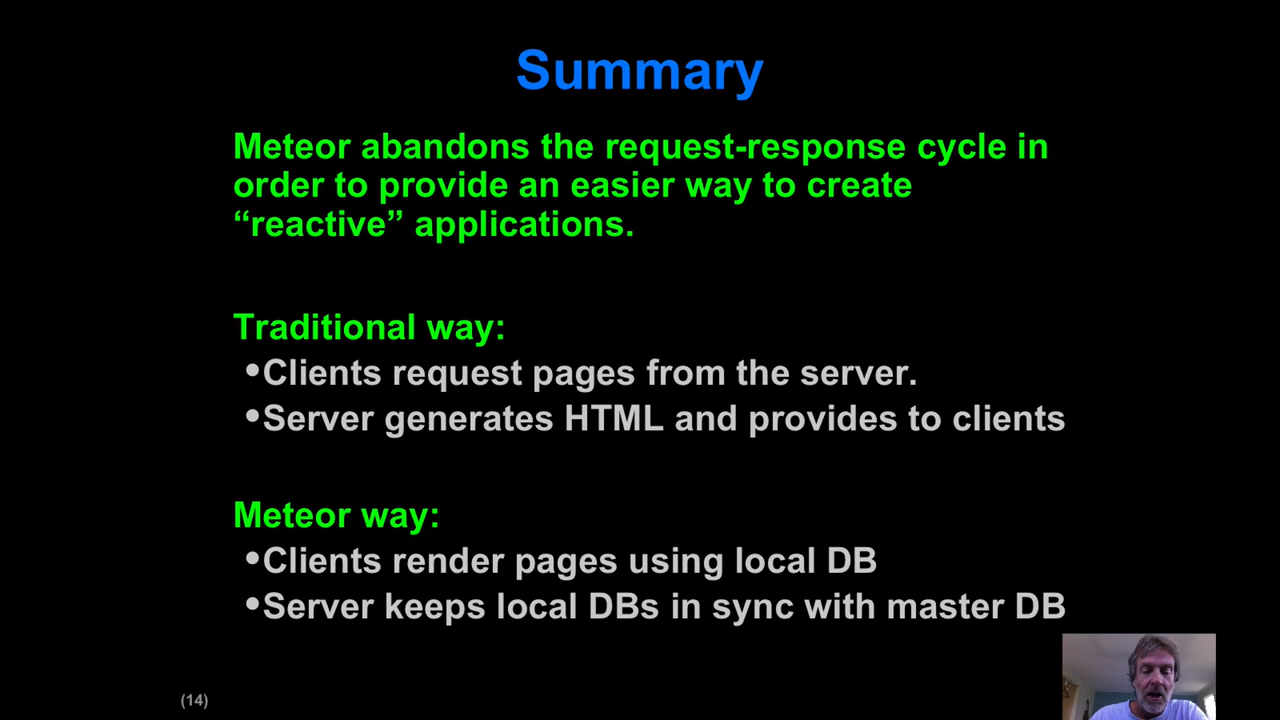 Summary
Meteor abandons the request-response cycle in
order to provide an easier way to create
“reactive” applications.
Traditional way:
•Clients request pages from the server.
•Server generates HTML and provides to clients
Meteor way:
•Clients render pages using local DB
•Server keeps local DBs in sync with master DB
(14)